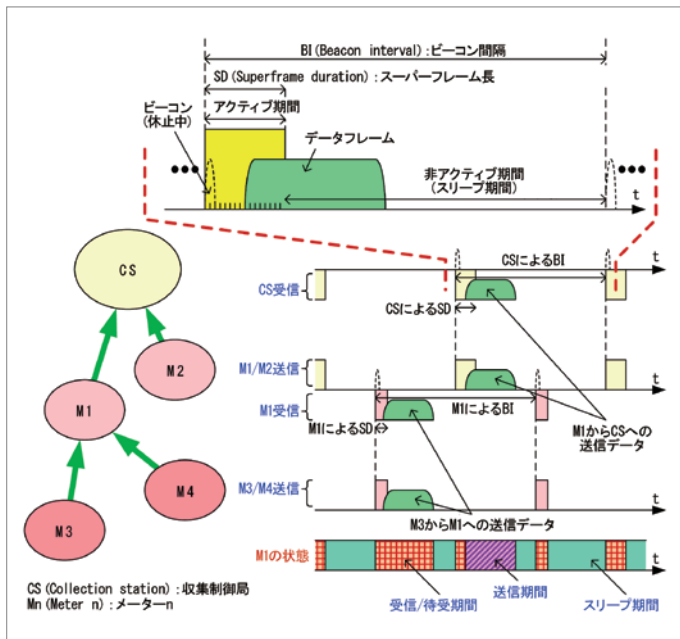 BI(Beacon interval):ビーコン間隔
SD(Superframe duration):スーパーフレーム長
ビーコン
(休止中)
アクティブ期間
データフレーム
非アクティブ期間
(スリープ期間)
t
CS
M2
M1
M4
M3
CS受信
CSによるBI
t
CSによるSD
M1/M2送信
t
M1受信
M1によるBI
M1によるSD
M1からCSへの
送信データ
M3/M4送信
t
M3からM1への送信データ
M1の状態
t
受信/待受期間
送信期間
スリープ期間
CS(Collection station):収集制御局
Mn(Meter n):メーターn